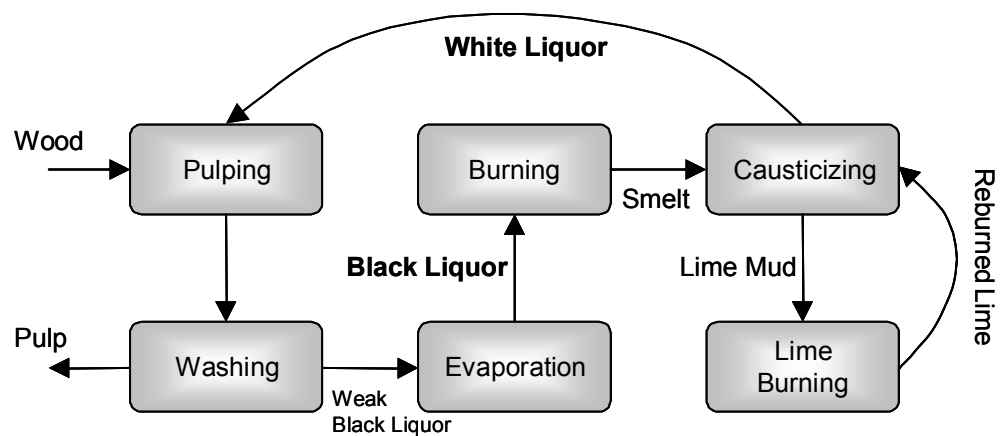 White Liquor
Wood
Pulping
Burning
Smelt
Causticizing
Reburned Lime
Black Liquor
Lime Mud
Pulp
Washing
Weak
Black Liquor
Evaporation
Lime
Burning